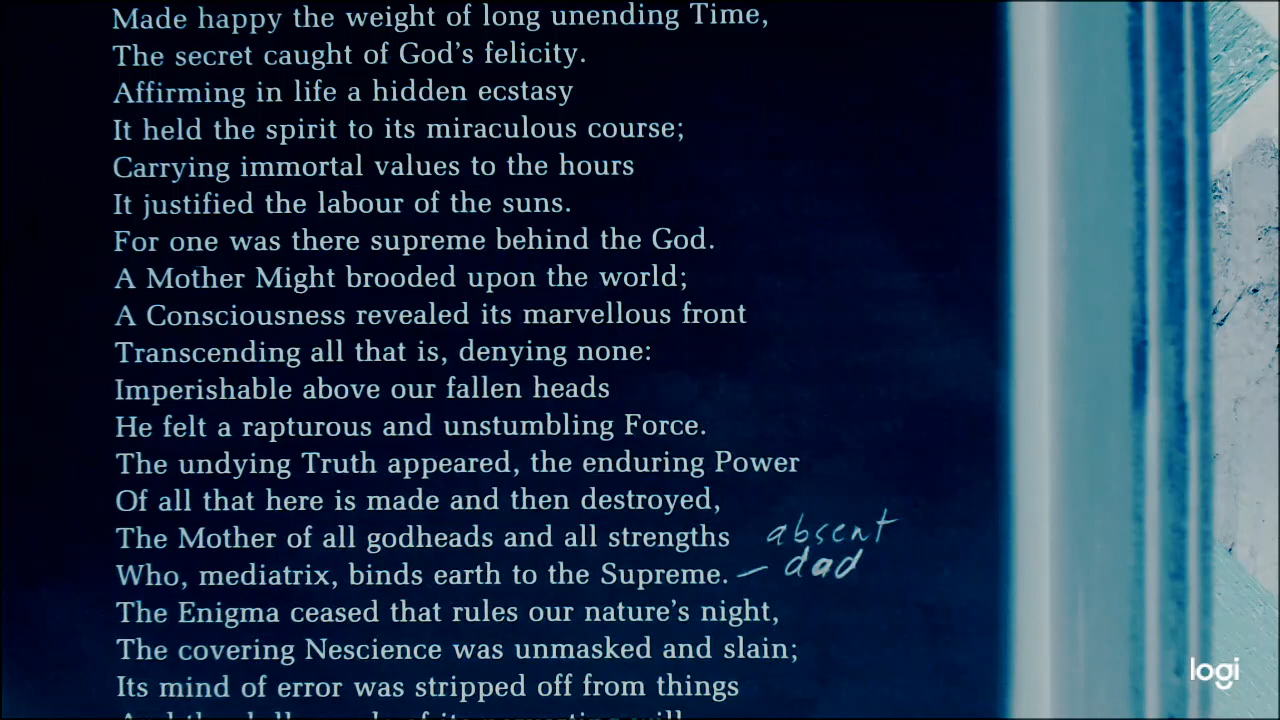 Made happy the weight of long unending Time,
The secret caught of God’s felicity.
Affirming in life a hidden ecstasy
It held the spirit to its miraculous course;
Carrying immortal values to the hours
It justified the labour of the suns.
For one was there supreme behind the God.
A Mother Might brooded upon the world;
A Consciousness revealed its marvellous front
Transcending all that is, denying none:
Imperishable above our fallen heads
He felt a rapturous and unstumbling Force.
The undying Truth appeared, the enduring Power
Of all that here is made and then destroyed,
The Mother of all godheads and all strengths absent
Who, mediatrix, binds earth to the Supreme. — dad
The Enigma ceased that rules our nature’s night,
The covering Nescience was unmasked and slain;
Its mind of error was stripped off from things
logi